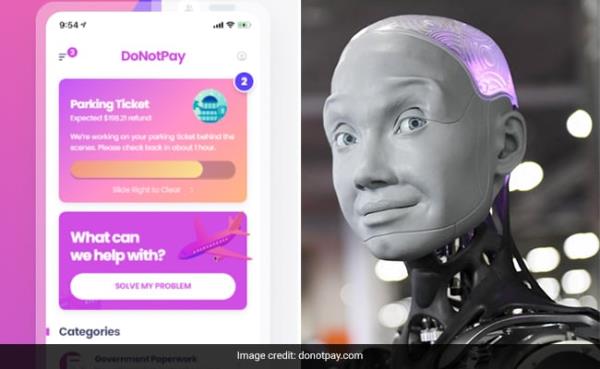 9:54
3
DoNotPay
2
Parking Ticket
Expected $198.21 refund
We're working on your parking ticket behind the
scenes. Please check back in about 1 hour.
Slide Right to Clear
What can
we help with?
SOLVE MY PROBLEM
Categories
Government Paperwork
Image credit: donotpay.com